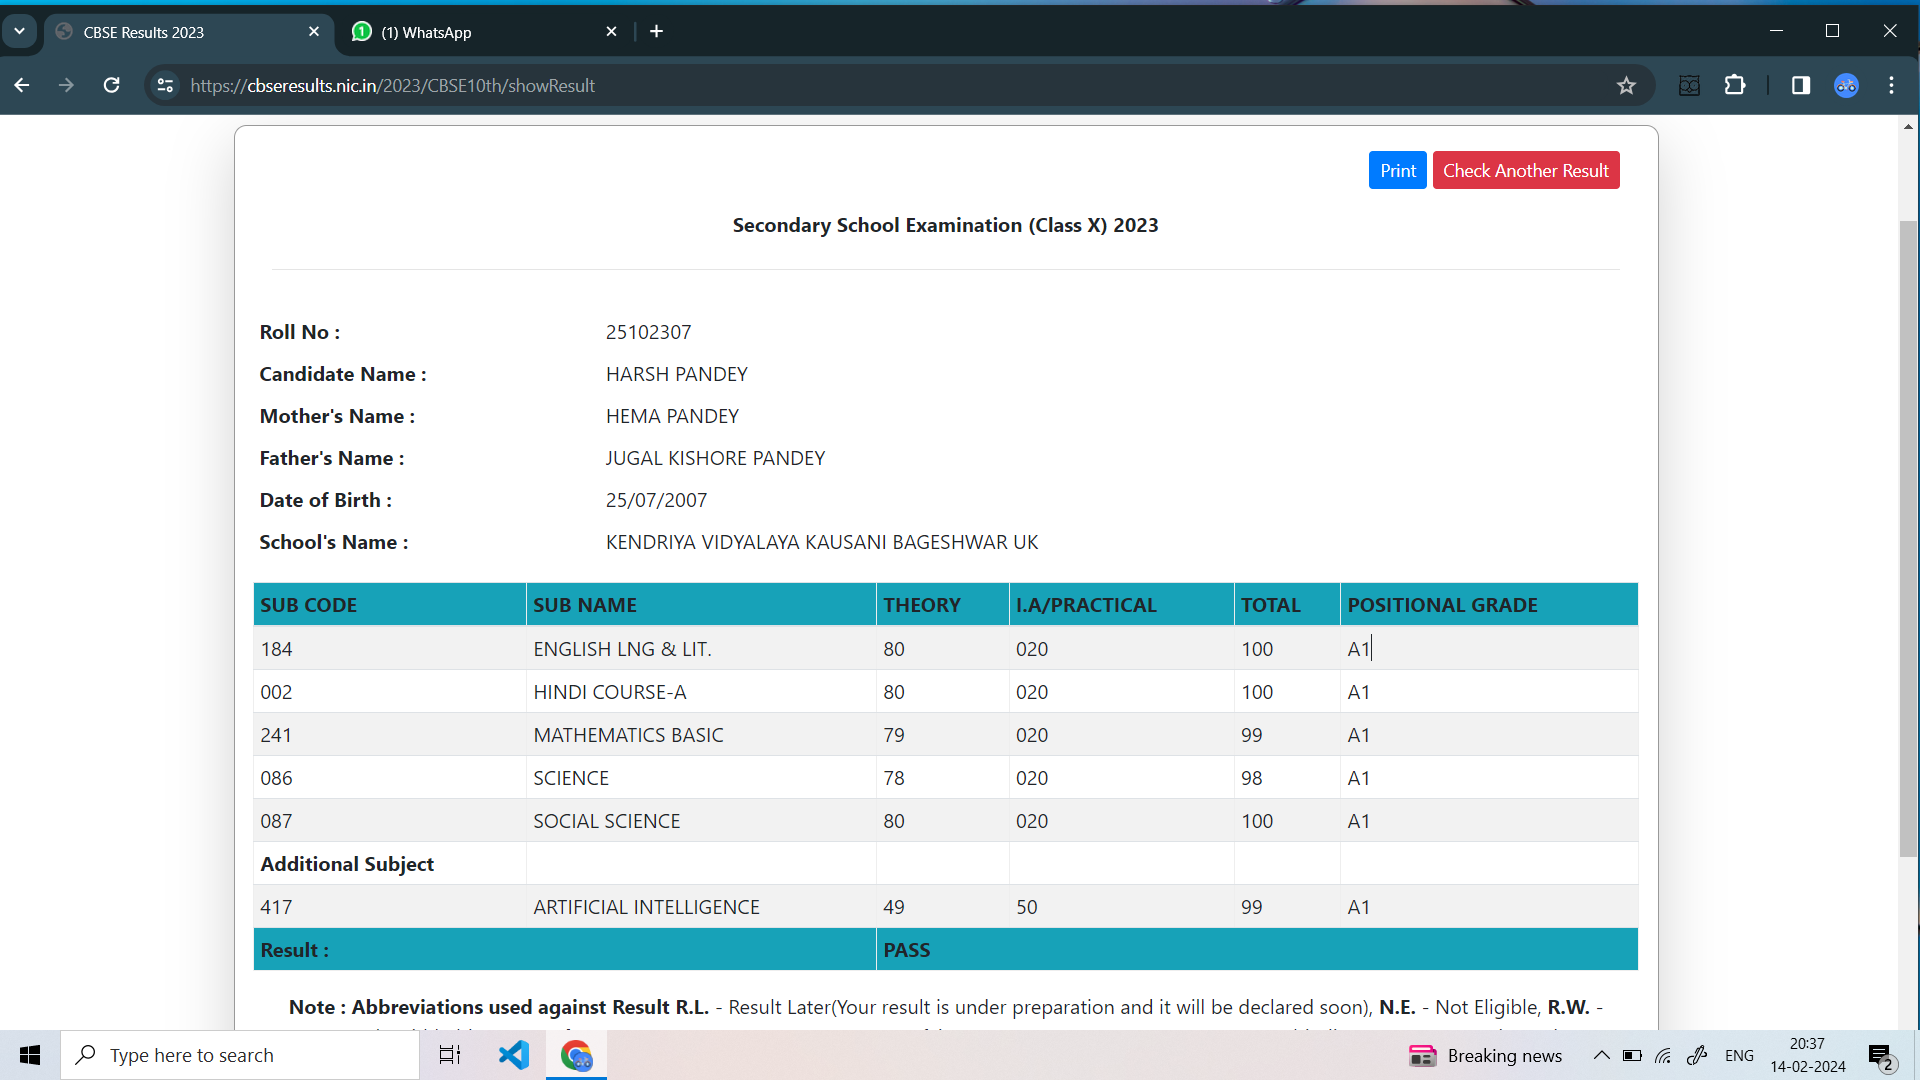 CBSE Results 2023
(1) WhatsApp
https://cbseresults.nic.in/2023/CBSE10th/showResult
Print Check Another Result
Secondary School Examination (Class X) 2023
Roll No : 25102307
Candidate Name : HARSH PANDEY
Mother's Name : HEMA PANDEY
Father's Name : JUGAL KISHORE PANDEY
Date of Birth : 25/07/2007
School's Name : KENDRIYA VIDYALAYA KAUSANI BAGESHWAR UK
SUB CODE SUB NAME THEORY I.A/PRACTICAL TOTAL POSITIONAL GRADE
184 ENGLISH LNG & LIT. 80 020 100 A1
002 HINDI COURSE-A 80 020 100 A1
241 MATHEMATICS BASIC 79 020 99 A1
086 SCIENCE 78 020 98 A1
087 SOCIAL SCIENCE 80 020 100 A1
Additional Subject
417 ARTIFICIAL INTELLIGENCE 49 50 99 A1
Result : PASS
Note : Abbreviations used against Result R.L. - Result Later(Your result is under preparation and it will be declared soon), N.E. - Not Eligible, R.W. -
Type here to search
Breaking news
ENG
20:37
14-02-2024
2